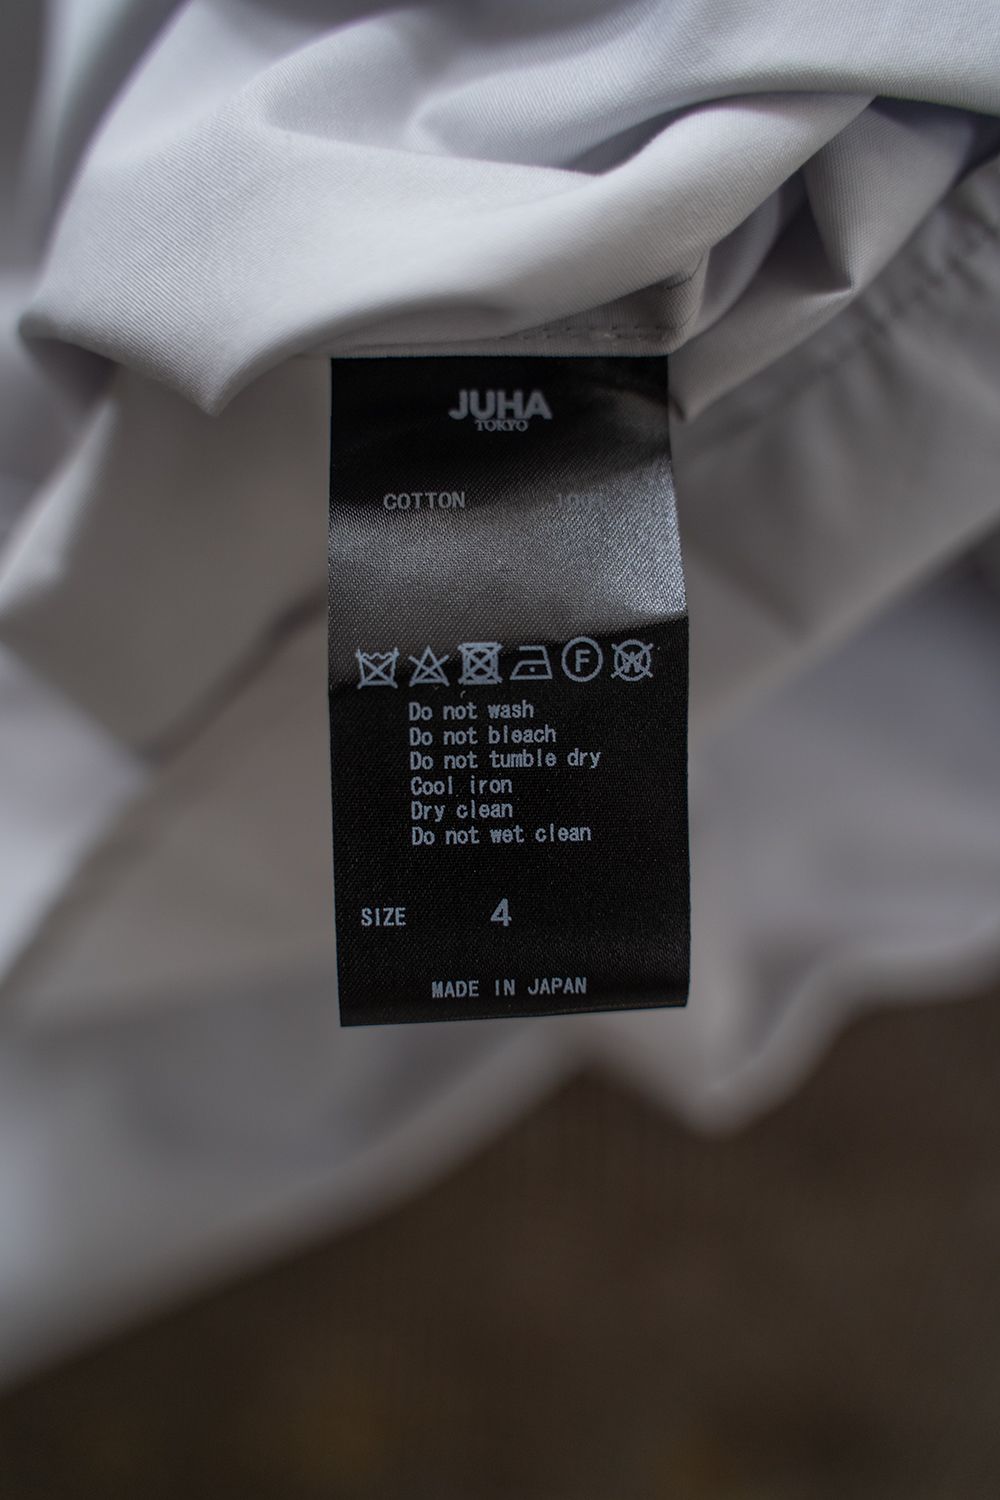 JUHA
TOKYO
COTTON 100%
F
W
Do not wash
Do not bleach
Do not tumble dry
Cool iron
Dry clean
Do not wet clean
SIZE 4
MADE IN JAPAN